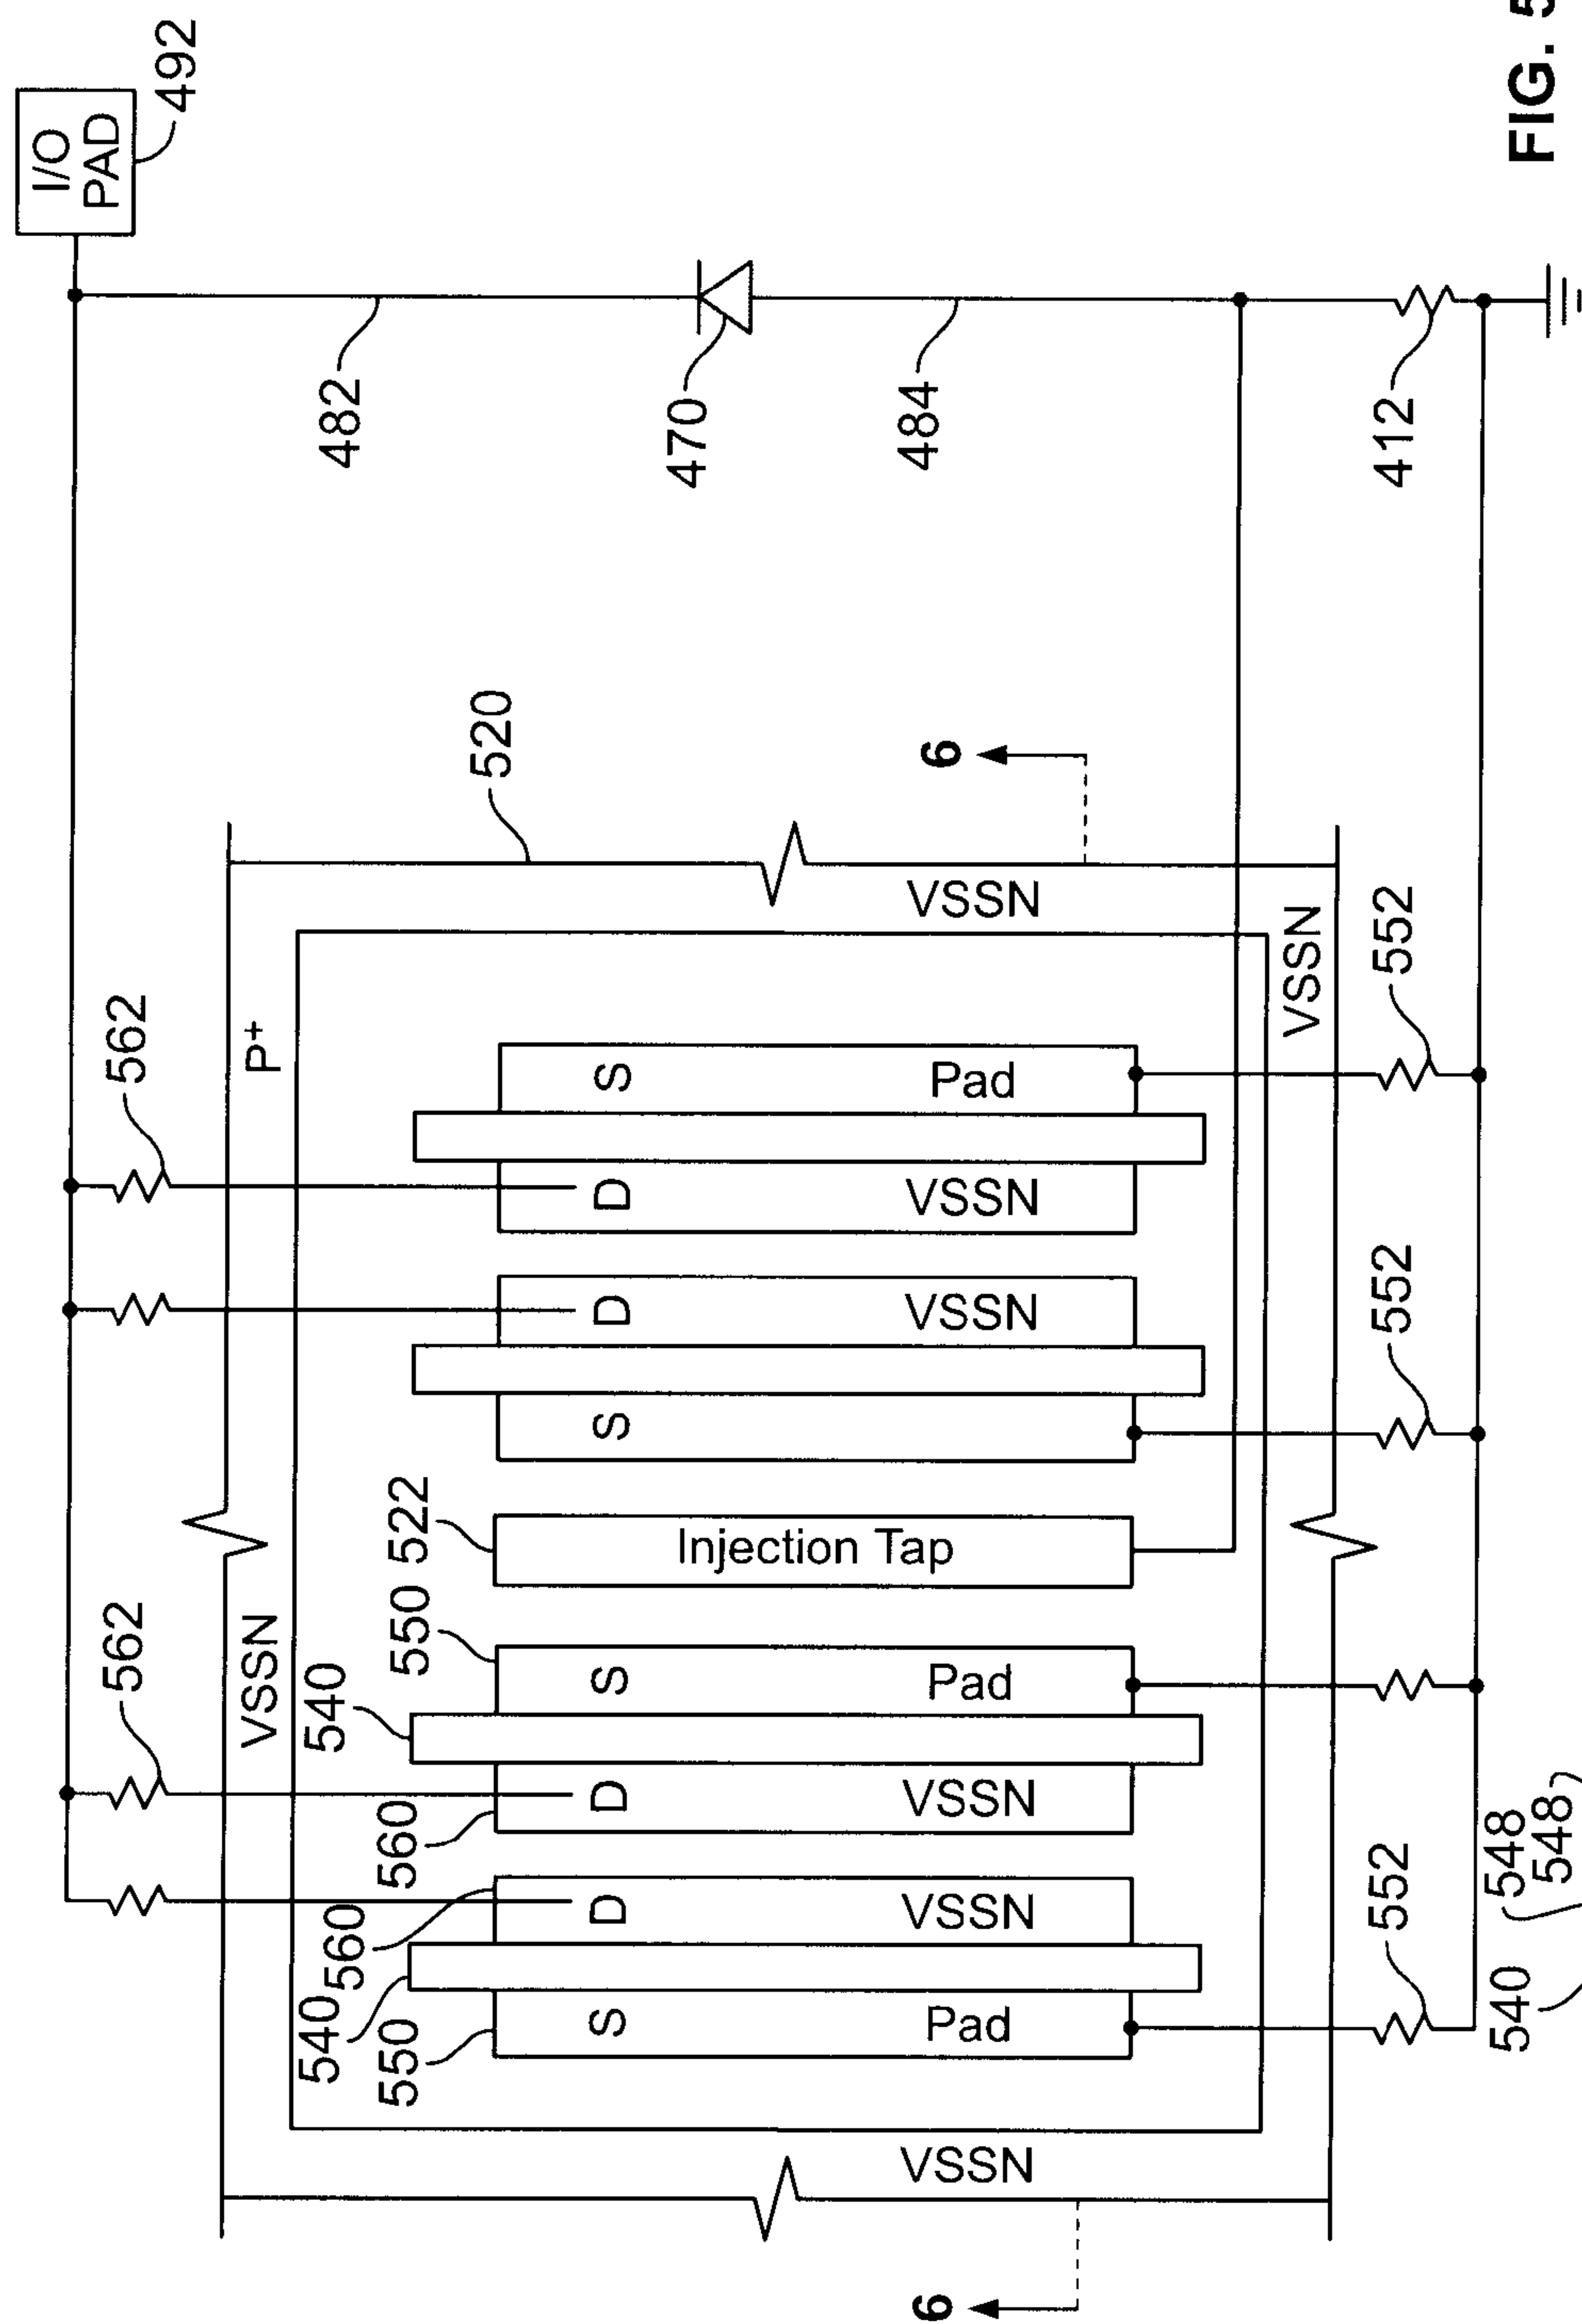 I/O
PAD
492
482
470
484
412
562
562
P+
VSSN
520
6
VSSN
VSSN
S
Pad
D
VSSN
D
VSSN
S
552
552
522
Injection Tap
550
540
S
Pad
D
VSSN
560
560
D
VSSN
540
550
S
Pad
552
548
548
540
VSSN
6
FIG. 5